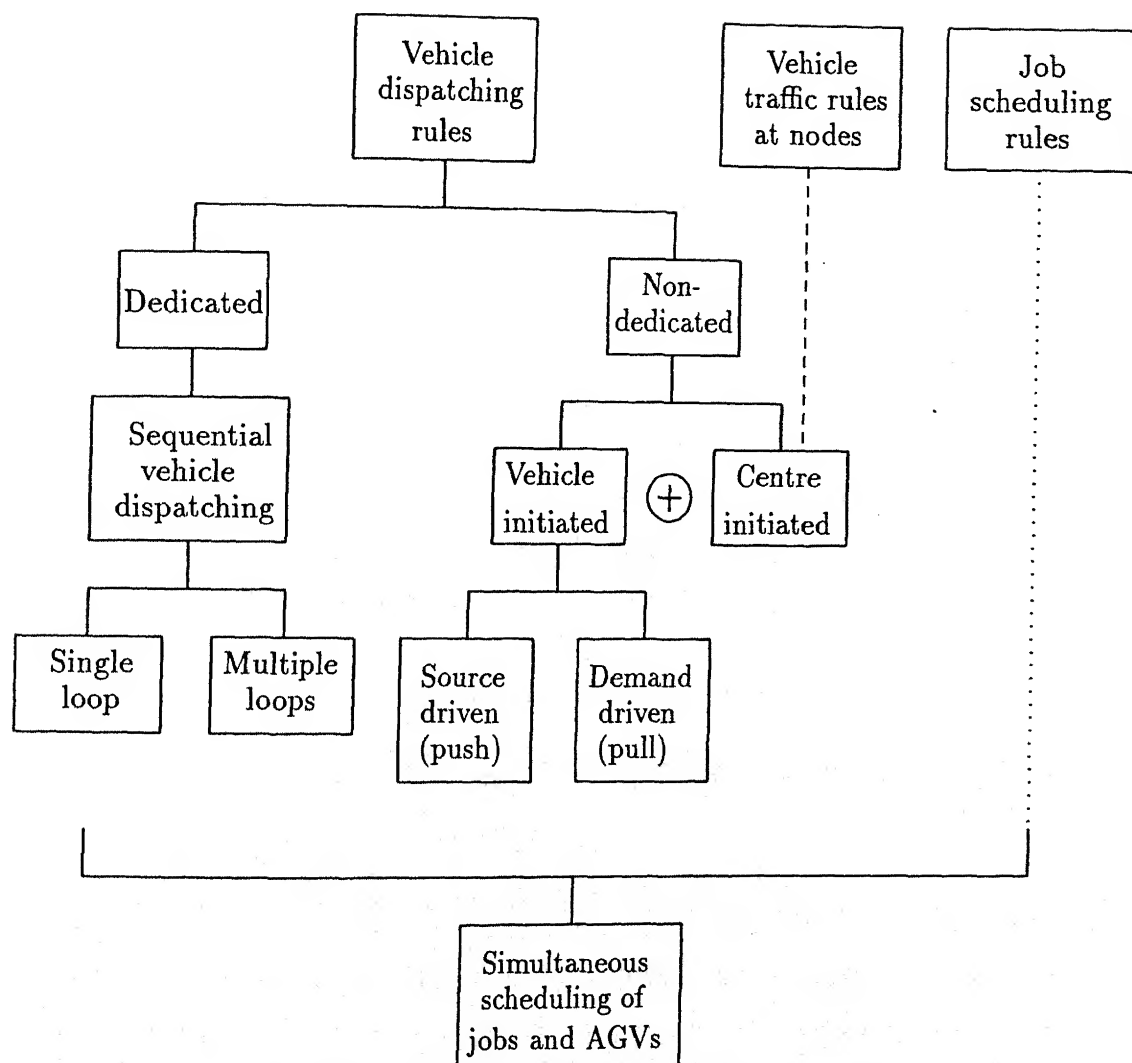 Vehicle
dispatching
rules
Vehicle
traffic rules
at nodes
Job
scheduling
rules
Dedicated
Non-
dedicated
Sequential
vehicle
dispatching
Vehicle
initiated
+
Centre
initiated
Single
loop
Multiple
loops
Source
driven
(push)
Demand
driven
(pull)
Simultaneous
scheduling of
jobs and AGVs